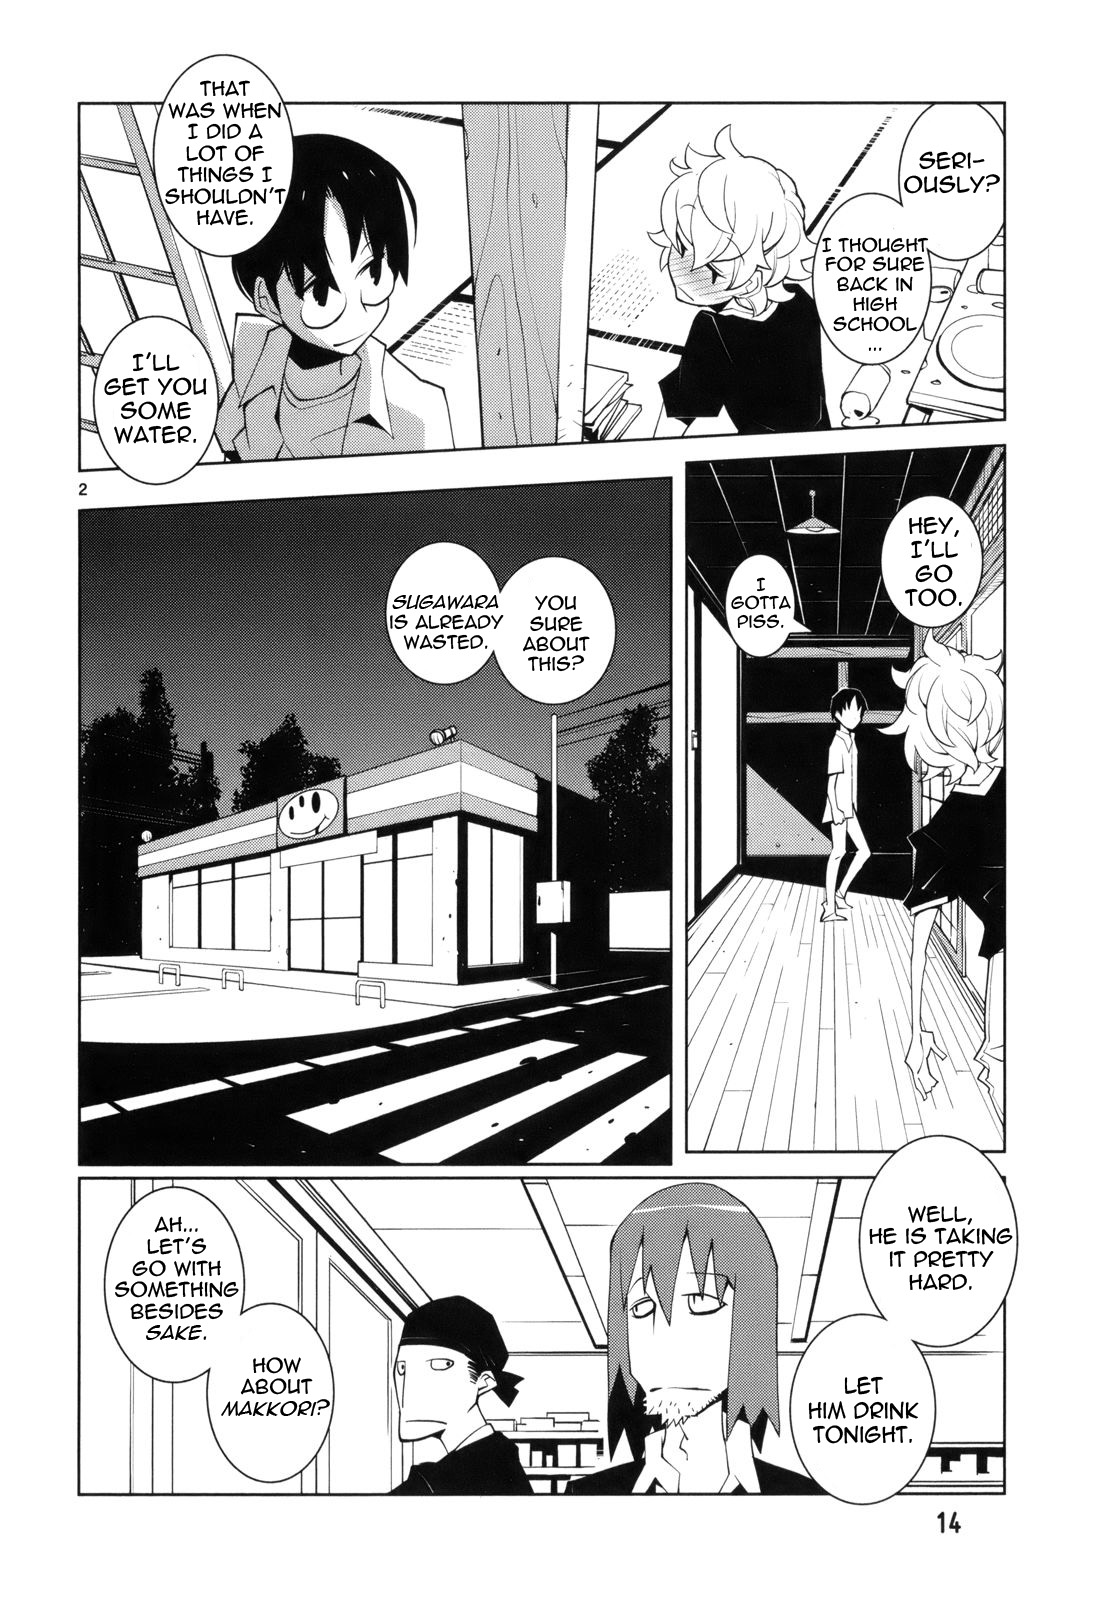 SERI-
OUSLY?
I THOUGHT
FOR SURE
BACK IN
HIGH
SCHOOL
...
THAT
WAS WHEN
I DID A
LOT OF
THINGS I
SHOULDN'T
HAVE.
I'LL
GET YOU
SOME
WATER.
2
HEY,
I'LL
GO
TOO.
I
GOTTA
PISS.
YOU
SURE
ABOUT
THIS?
SUGAWARA
IS ALREADY
WASTED.
WELL,
HE IS TAKING
IT PRETTY
HARD.
LET
HIM DRINK
TONIGHT.
AH...
LET'S
GO WITH
SOMETHING
BESIDES
SAKE.
HOW
ABOUT
MAKKORI?
14